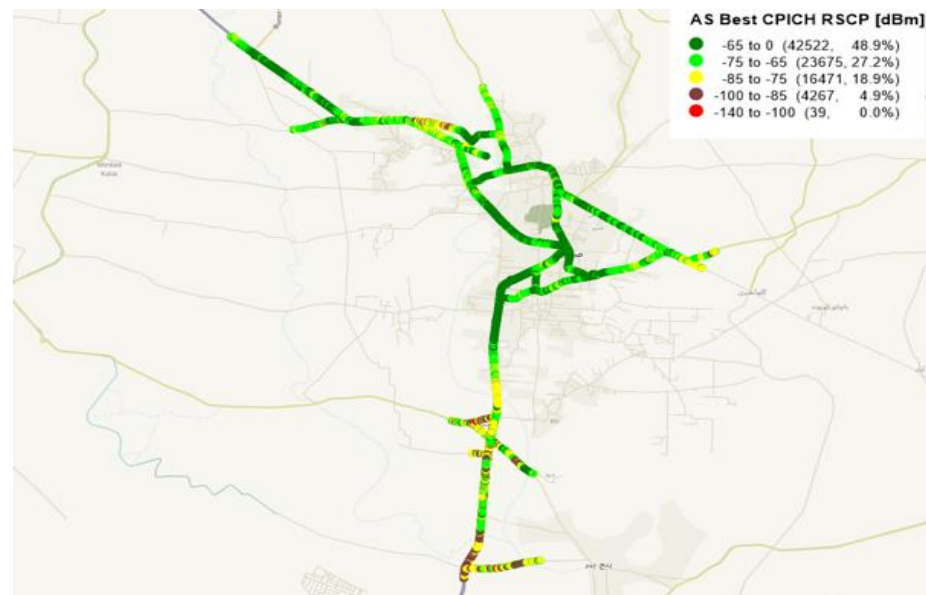 AS Best CPICH RSCP [dBm]
-65 to 0 (42522, 48.9%)
-75 to -65 (23675, 27.2%)
-85 to -75 (16471, 18.9%)
-100 to -85 (4267, 4.9%)
-140 to -100 (39, 0.0%)